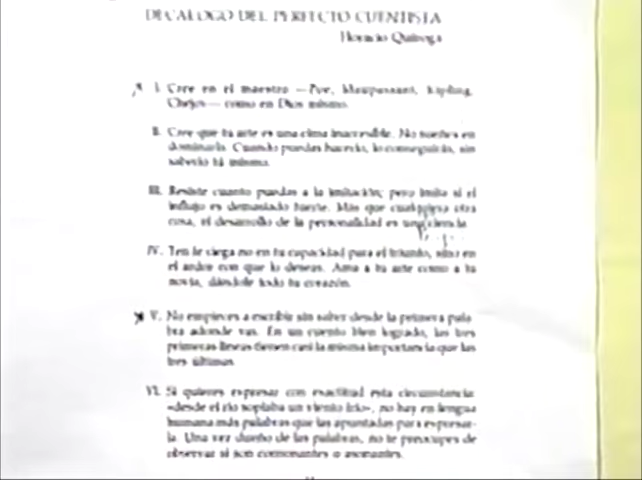 DECALOGO DEL PERFECTO CUENTISTA
Horacio Quiroga
I. Cree en el maestro —Poe, Maupassant, Kipling,
Chejov— como en Dios mismo.
II. Cree que tu arte es una cima inaccesible. No sueñes en
dominarla. Cuando puedas hacerlo, lo conseguirás, sin
saberlo tú mismo.
III. Resiste cuanto puedas a la imitación; pero imita si el
influjo es demasiado fuerte. Más que cualquiera otra
cosa, el desarrollo de la personalidad es una ciencia
IV. Ten fe ciega no en tu capacidad para el triunfo, sino en
el ardor con que lo deseas. Ama a tu arte como a tu
novia, dándole todo tu corazón.
V. No empieces a escribir sin saber desde la primera pala
bra adonde vas. En un cuento bien logrado, las tres
primeras líneas tienen casi la misma importancia que las
tres últimas
VI. Si quieres expresar con exactitud esta circunstancia:
«desde el río soplaba un viento frío», no hay en lengua
humana más palabras que las apuntadas para expresar-
la. Una vez dueño de las palabras, no te preocupes de
observar si son consonantes o asonantes.